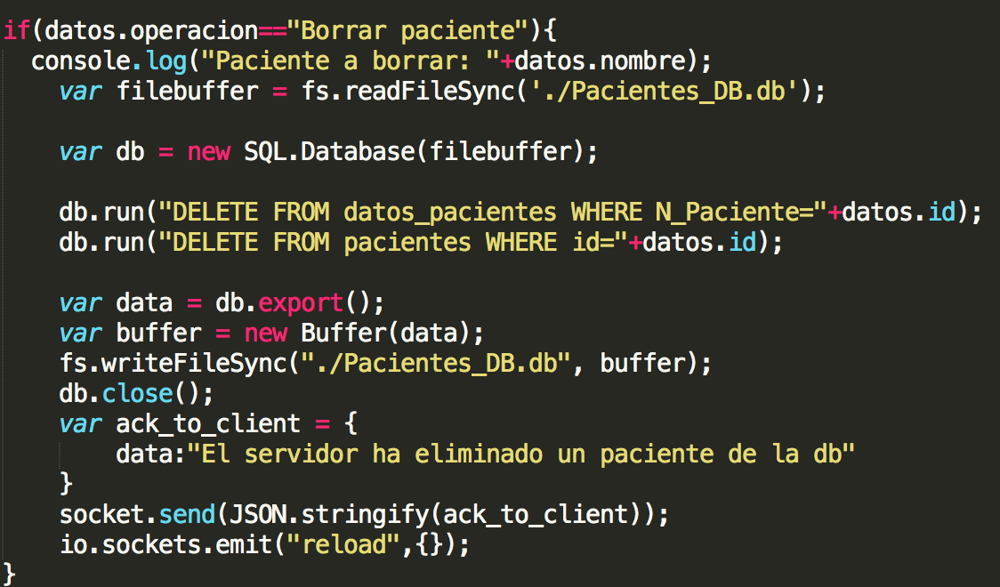 if(datos.operacion=="Borrar paciente"){
  console.log("Paciente a borrar: "+datos.nombre);
    var filebuffer = fs.readFileSync('./Pacientes_DB.db');

    var db = new SQL.Database(filebuffer);

    db.run("DELETE FROM datos_pacientes WHERE N_Paciente="+datos.id);
    db.run("DELETE FROM pacientes WHERE id="+datos.id);

    var data = db.export();
    var buffer = new Buffer(data);
    fs.writeFileSync("./Pacientes_DB.db", buffer);
    db.close();
    var ack_to_client = {
        data:"El servidor ha eliminado un paciente de la db"
    }
    socket.send(JSON.stringify(ack_to_client));
    io.sockets.emit("reload",{});
}